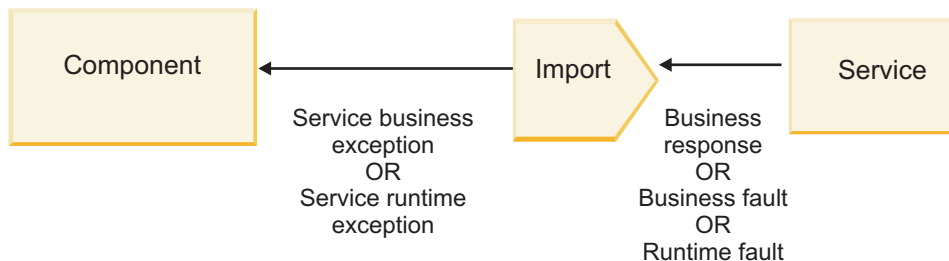 Component
Import
Service
Service business
exception
OR
Service runtime
exception
Business
response
OR
Business fault
OR
Runtime fault